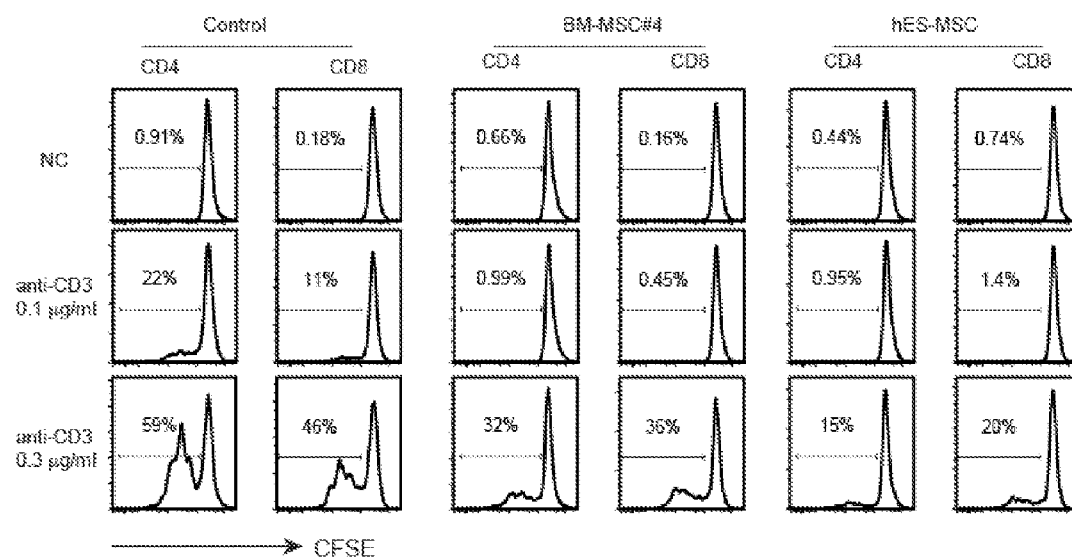 Control BM-MSC#4 hES-MSC
CD4 CD8 CD4 CD8 CD4 CD8
NC 0.91% 0.18% 0.66% 0.16% 0.44% 0.74%
anti-CD3
0.1 µg/ml 22% 11% 0.99% 0.45% 0.95% 1.4%
anti-CD3
0.3 µg/ml 59% 46% 32% 36% 15% 20%
CFSE